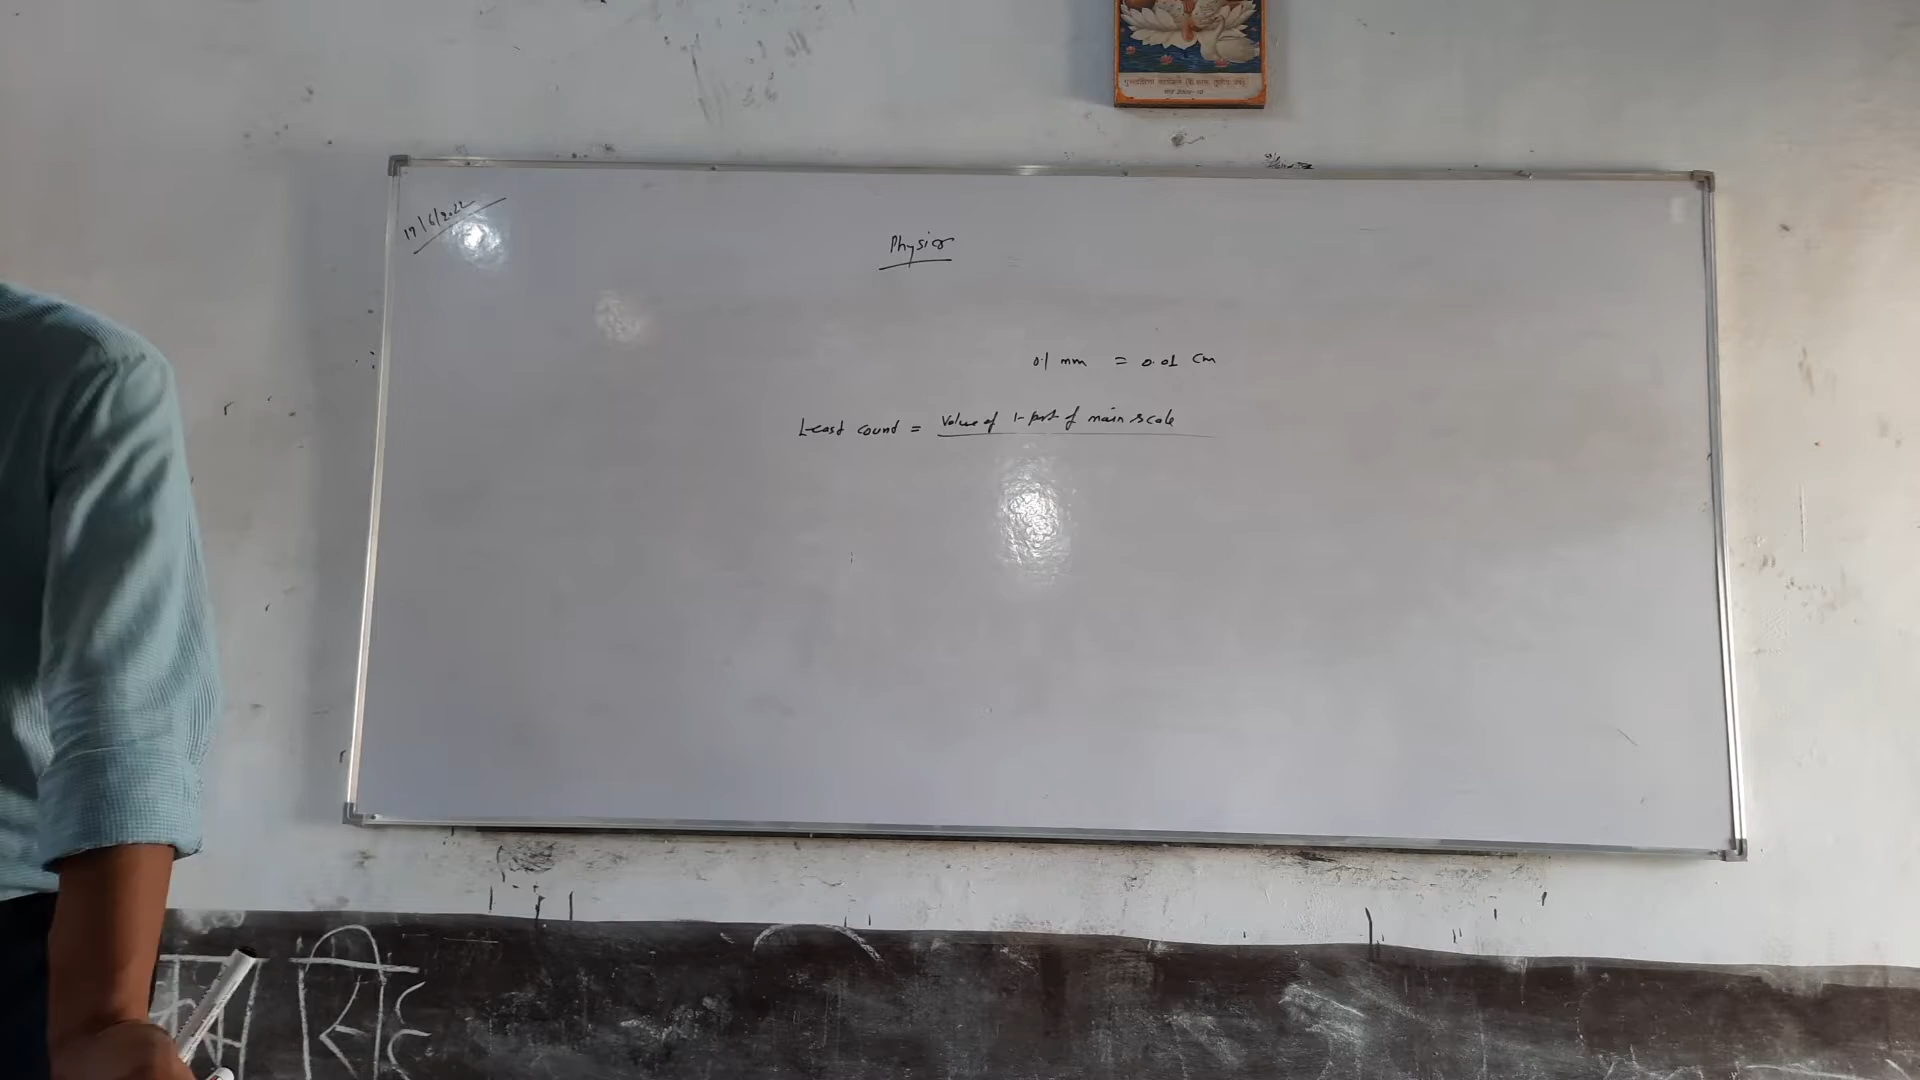 17/6/2022
Physics
0.1 mm = 0.01 cm
Least count = Value of 1 part of main scale